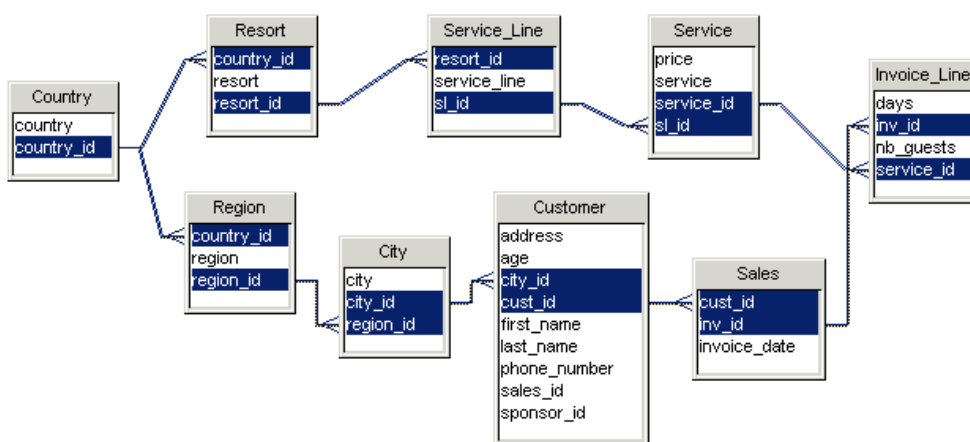 Country
country
country_id
Resort
country_id
resort
resort_id
Service_Line
resort_id
service_line
sl_id
Service
price
service
service_id
sl_id
Invoice_Line
days
inv_id
nb_guests
service_id
Region
country_id
region
region_id
City
city
city_id
region_id
Customer
address
age
city_id
cust_id
first_name
last_name
phone_number
sales_id
sponsor_id
Sales
cust_id
inv_id
invoice_date